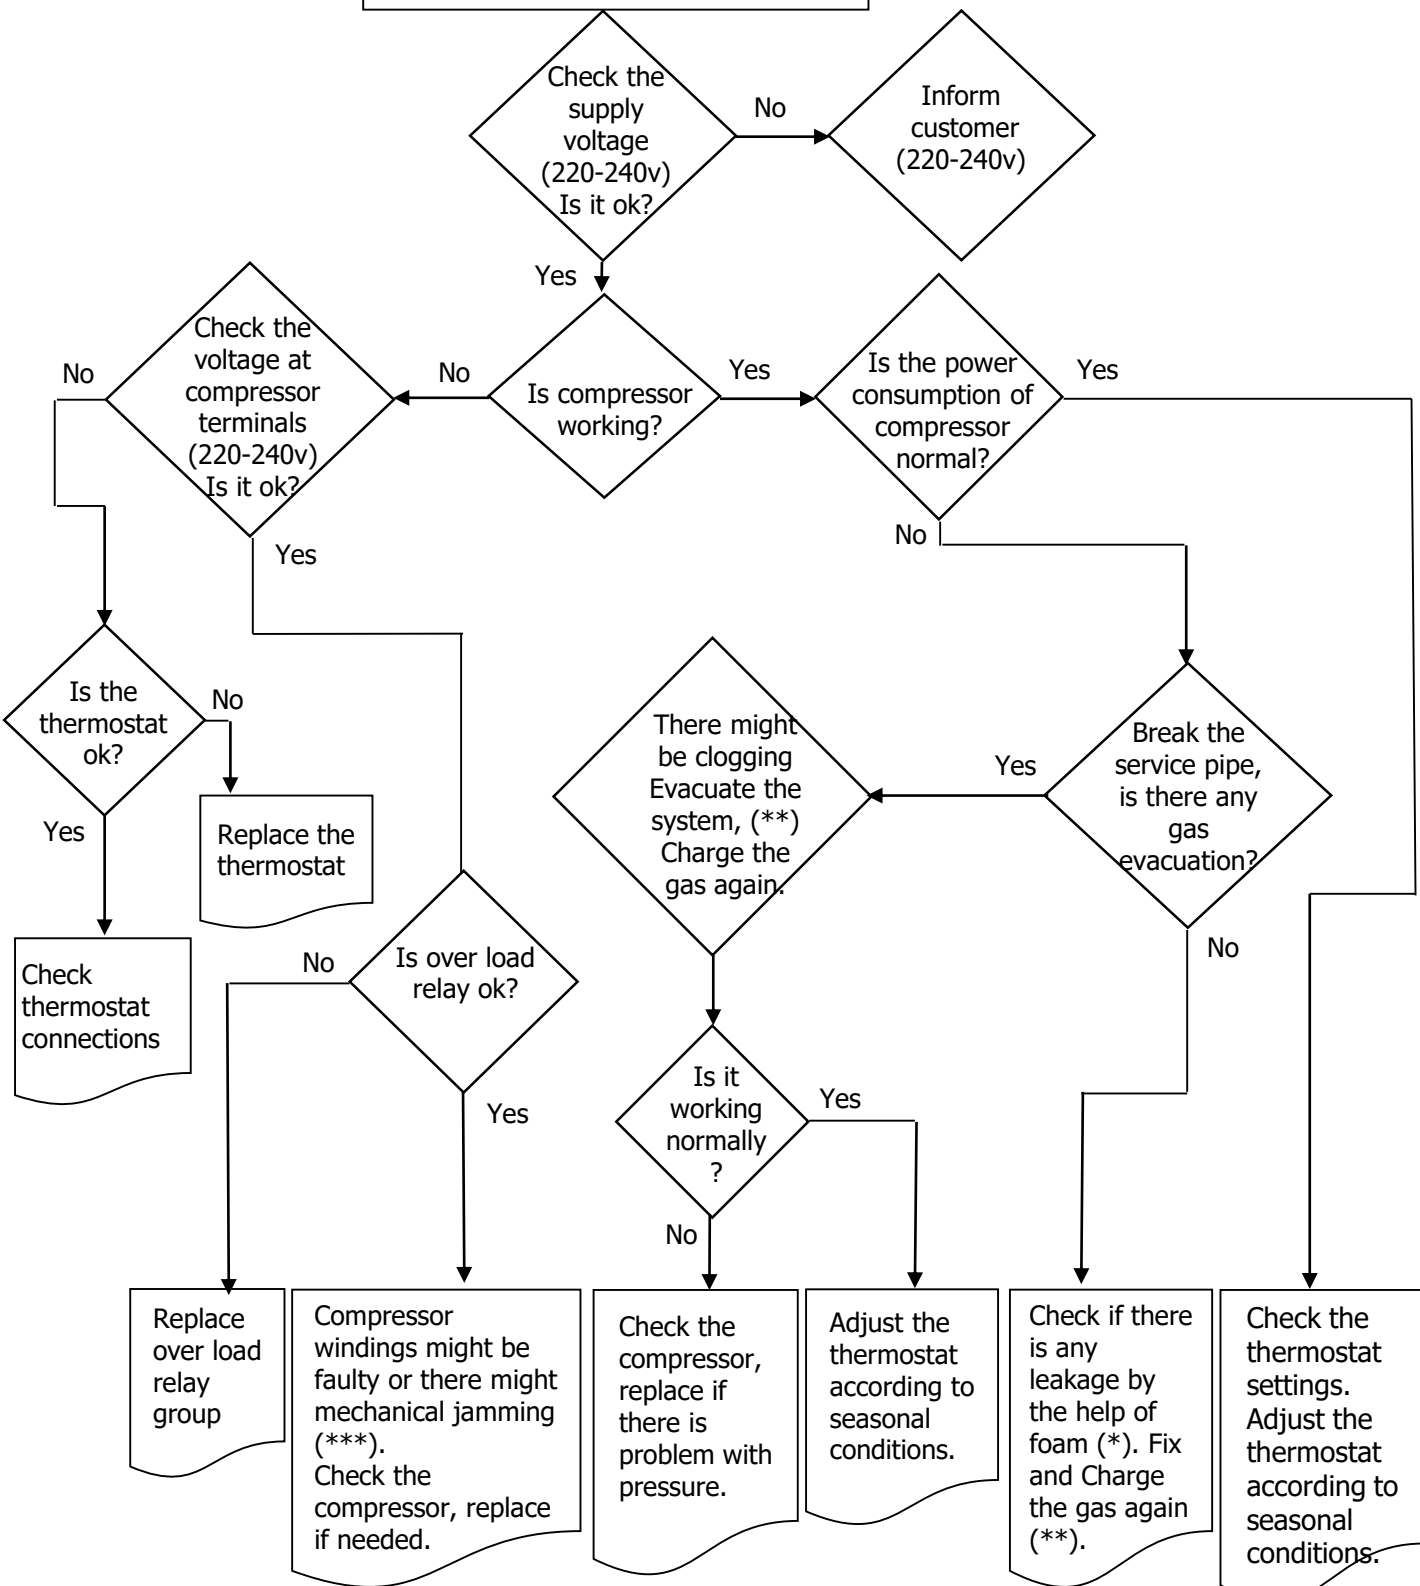 Check the
supply
voltage
(220-240v)
Is it ok?
No
Inform
customer
(220-240v)
Yes
Check the
voltage at
compressor
terminals
(220-240v)
Is it ok?
No
No
Is compressor
working?
Yes
Is the power
consumption of
compressor
normal?
Yes
No
Yes
Is the
thermostat
ok?
No
Yes
Replace the
thermostat
Check
thermostat
connections
There might
be clogging
Evacuate the
system, (**)
Charge the
gas again.
Yes
Break the
service pipe,
is there any
gas
evacuation?
No
No
Is over load
relay ok?
Yes
Is it
working
normally
?
Yes
No
Replace
over load
relay
group
Compressor
windings might be
faulty or there might
mechanical jamming
(***).
Check the
compressor, replace
if needed.
Check the
compressor,
replace if
there is
problem with
pressure.
Adjust the
thermostat
according to
seasonal
conditions.
Check if there
is any
leakage by
the help of
foam (*). Fix
and Charge
the gas again
(**).
Check the
thermostat
settings.
Adjust the
thermostat
according to
seasonal
conditions.